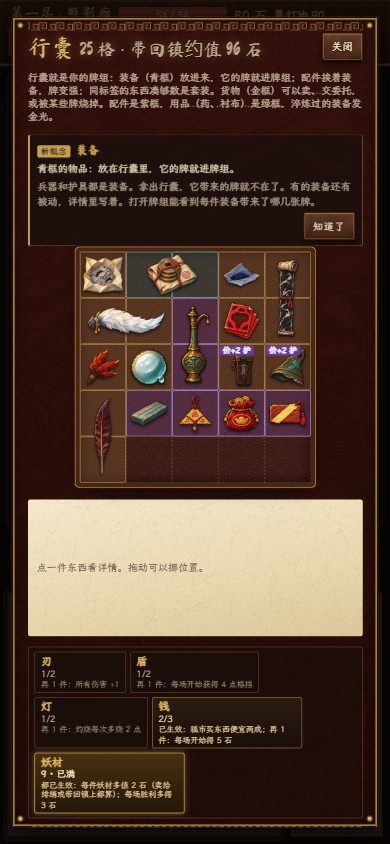 行囊 25格·带回镇约值96石
关闭
行囊就是你的牌组：装备（青框）放进来，它的牌就进牌组；配件挨着装
备，牌变强；同标签的东西凑够数是套装。货物（金框）可以卖、交委托，
或被某些牌烧掉。配件是紫框，用品（药、衬布）是绿框，淬炼过的装备发
金光。
新概念 装备
青框的物品：放在行囊里，它的牌就进牌组。
兵器和护具都是装备。拿出行囊，它带来的牌就不在了。有的装备还有
被动，详情里写着。打开牌组能看到每件装备带来了哪几张牌。
知道了
价+2 护
价+2 护
点一件东西看详情。拖动可以挪位置。
刃
1/2
再1件：所有伤害+1
盾
1/2
再1件：每场开始获得4点格挡
灯
1/2
再1件：灼烧每次多烧2点
钱
2/3
已生效：狐市买东西便宜两成；再1
件：每场开始得5石
妖材
9·已满
都已生效：每件妖材多值2石（卖给
带回镇上都算）；每场胜利多得
3石